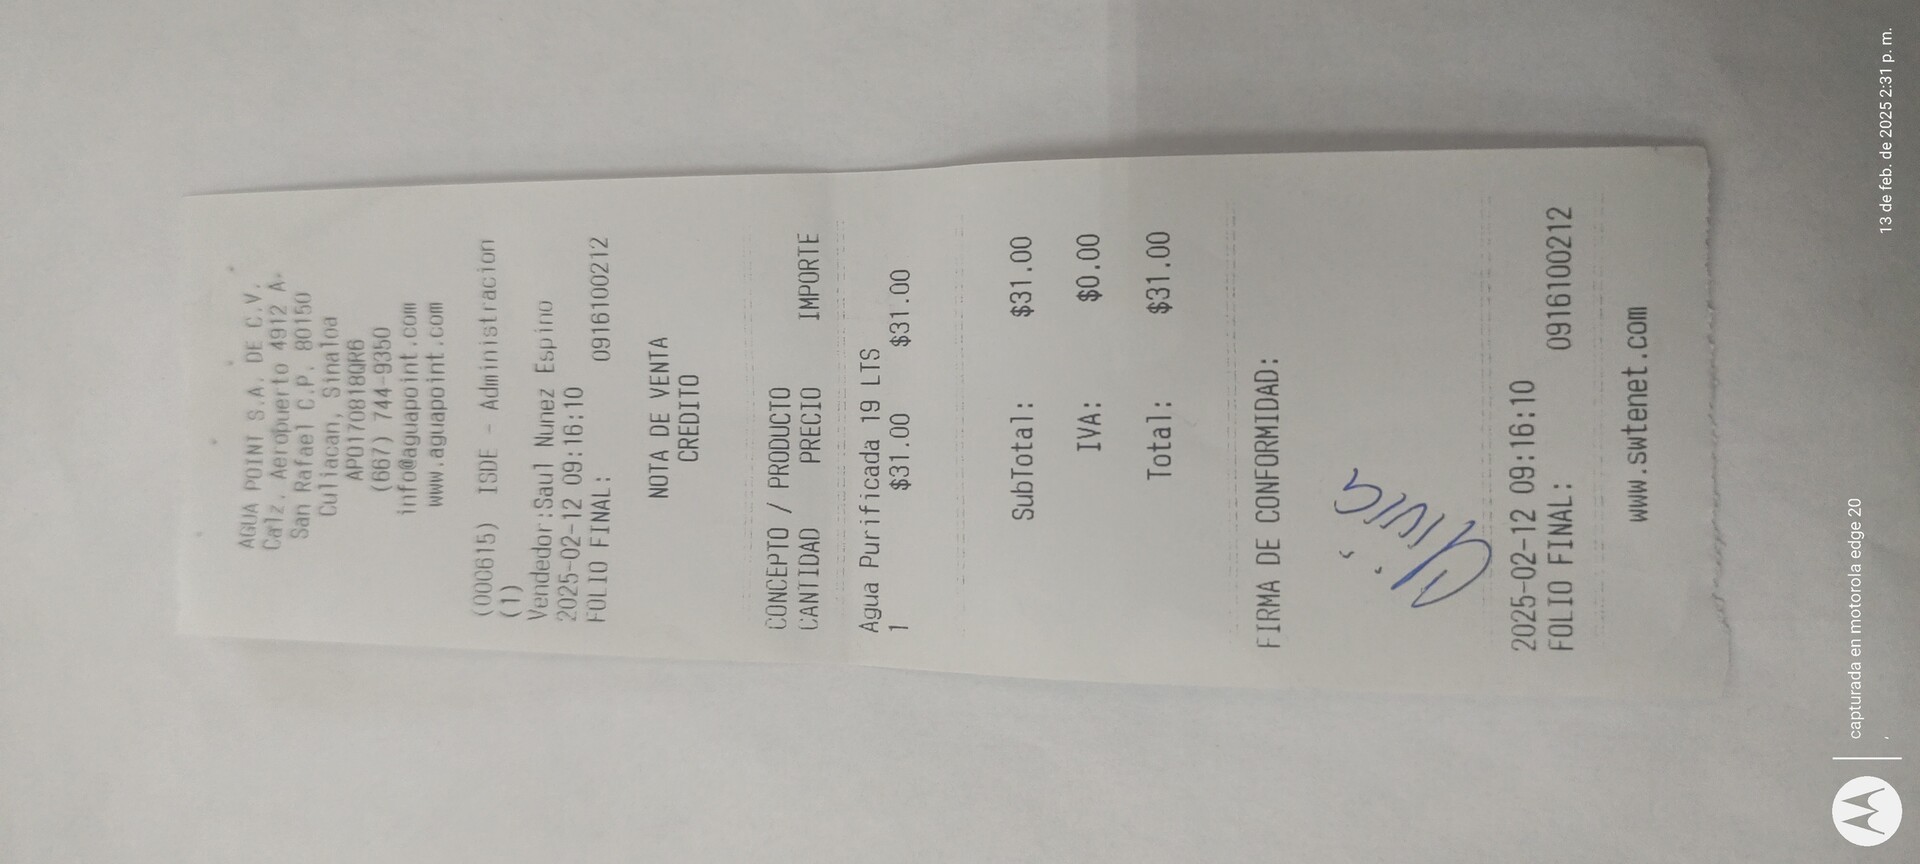 AGUA POINT S.A. DE C.V.
Calz. Aeropuerto 4912 A.
San Rafael C.P. 80150
Culiacan, Sinaloa
APO170818QR6
(667) 744-9350
info@aguapoint.com
www.aguapoint.com
(000615) ISDE - Administracion
(1)
Vendedor:Saul Nunez Espino
2025-02-12 09:16:10
FOLIO FINAL: 0916100212
NOTA DE VENTA
CREDITO
CONCEPTO / PRODUCTO
CANTIDAD PRECIO IMPORTE
Agua Purificada 19 LTS
1 $31.00 $31.00
SubTotal: $31.00
IVA: $0.00
Total: $31.00
FIRMA DE CONFORMIDAD:
2025-02-12 09:16:10
FOLIO FINAL: 0916100212
www.swtenet.com
capturada en motorola edge 20
13 de feb. de 2025 2:31 p. m.